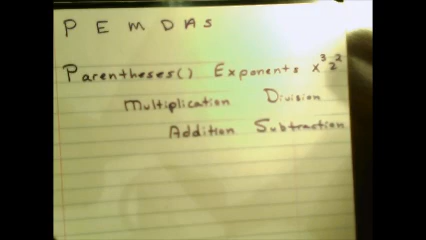 P E M D A S
Parentheses() Exponents x³ 2²
Multiplication Division
Addition Subtraction